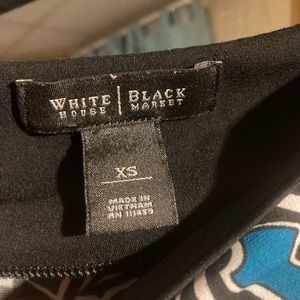 WHITE | BLACK
HOUSE | MARKET
XS
MADE IN
VIETNAM
RN 111459